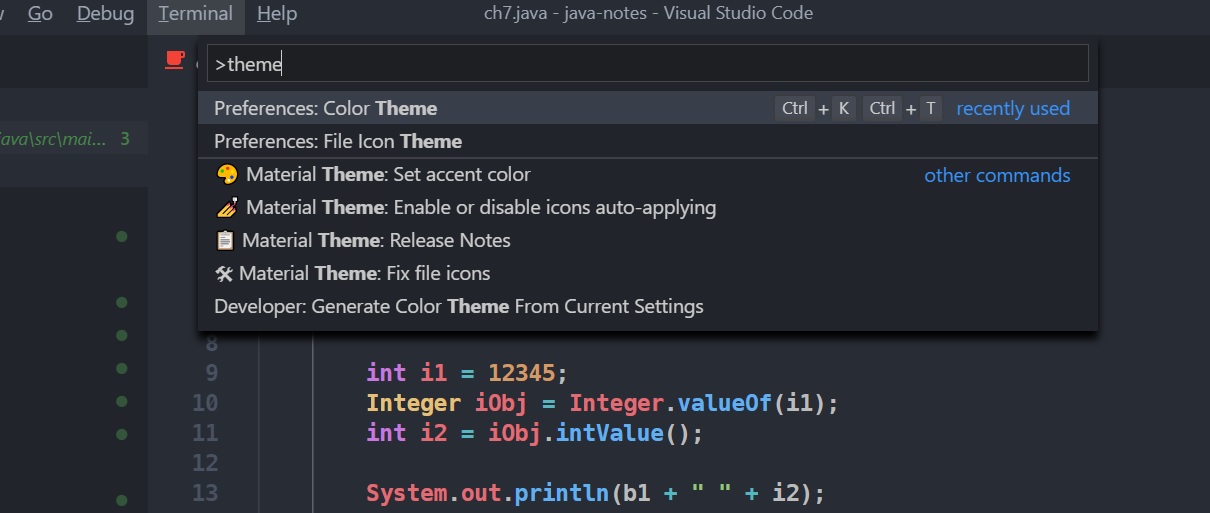 Go Debug Terminal Help ch7.java - java-notes - Visual Studio Code
>theme
Preferences: Color Theme Ctrl + K Ctrl + T recently used
Preferences: File Icon Theme
Material Theme: Set accent color other commands
Material Theme: Enable or disable icons auto-applying
Material Theme: Release Notes
Material Theme: Fix file icons
Developer: Generate Color Theme From Current Settings
java\src\mai... 3
8
9 int i1 = 12345;
10 Integer iObj = Integer.valueOf(i1);
11 int i2 = iObj.intValue();
12
13 System.out.println(b1 + " " + i2);